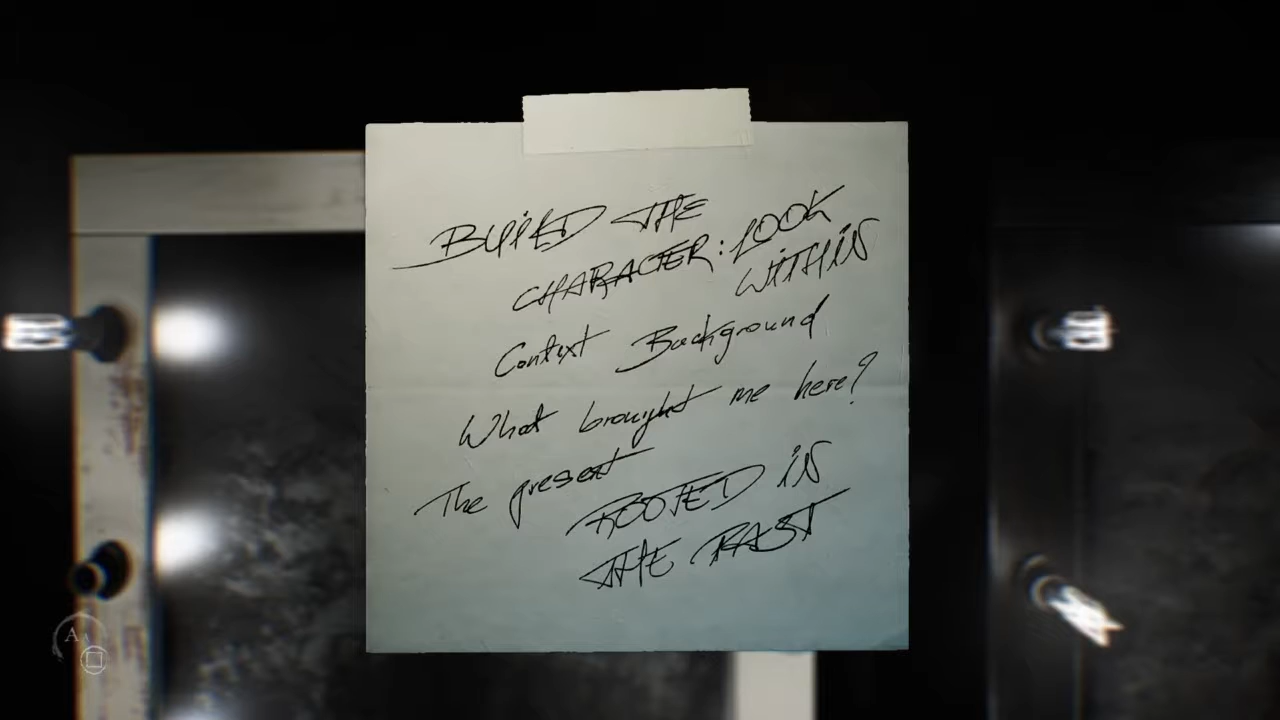 BUILD THE
CHARACTER: LOOK
WITHIN
Context Background
What brought me here?
The present
ROOTED IN
THE PAST
A